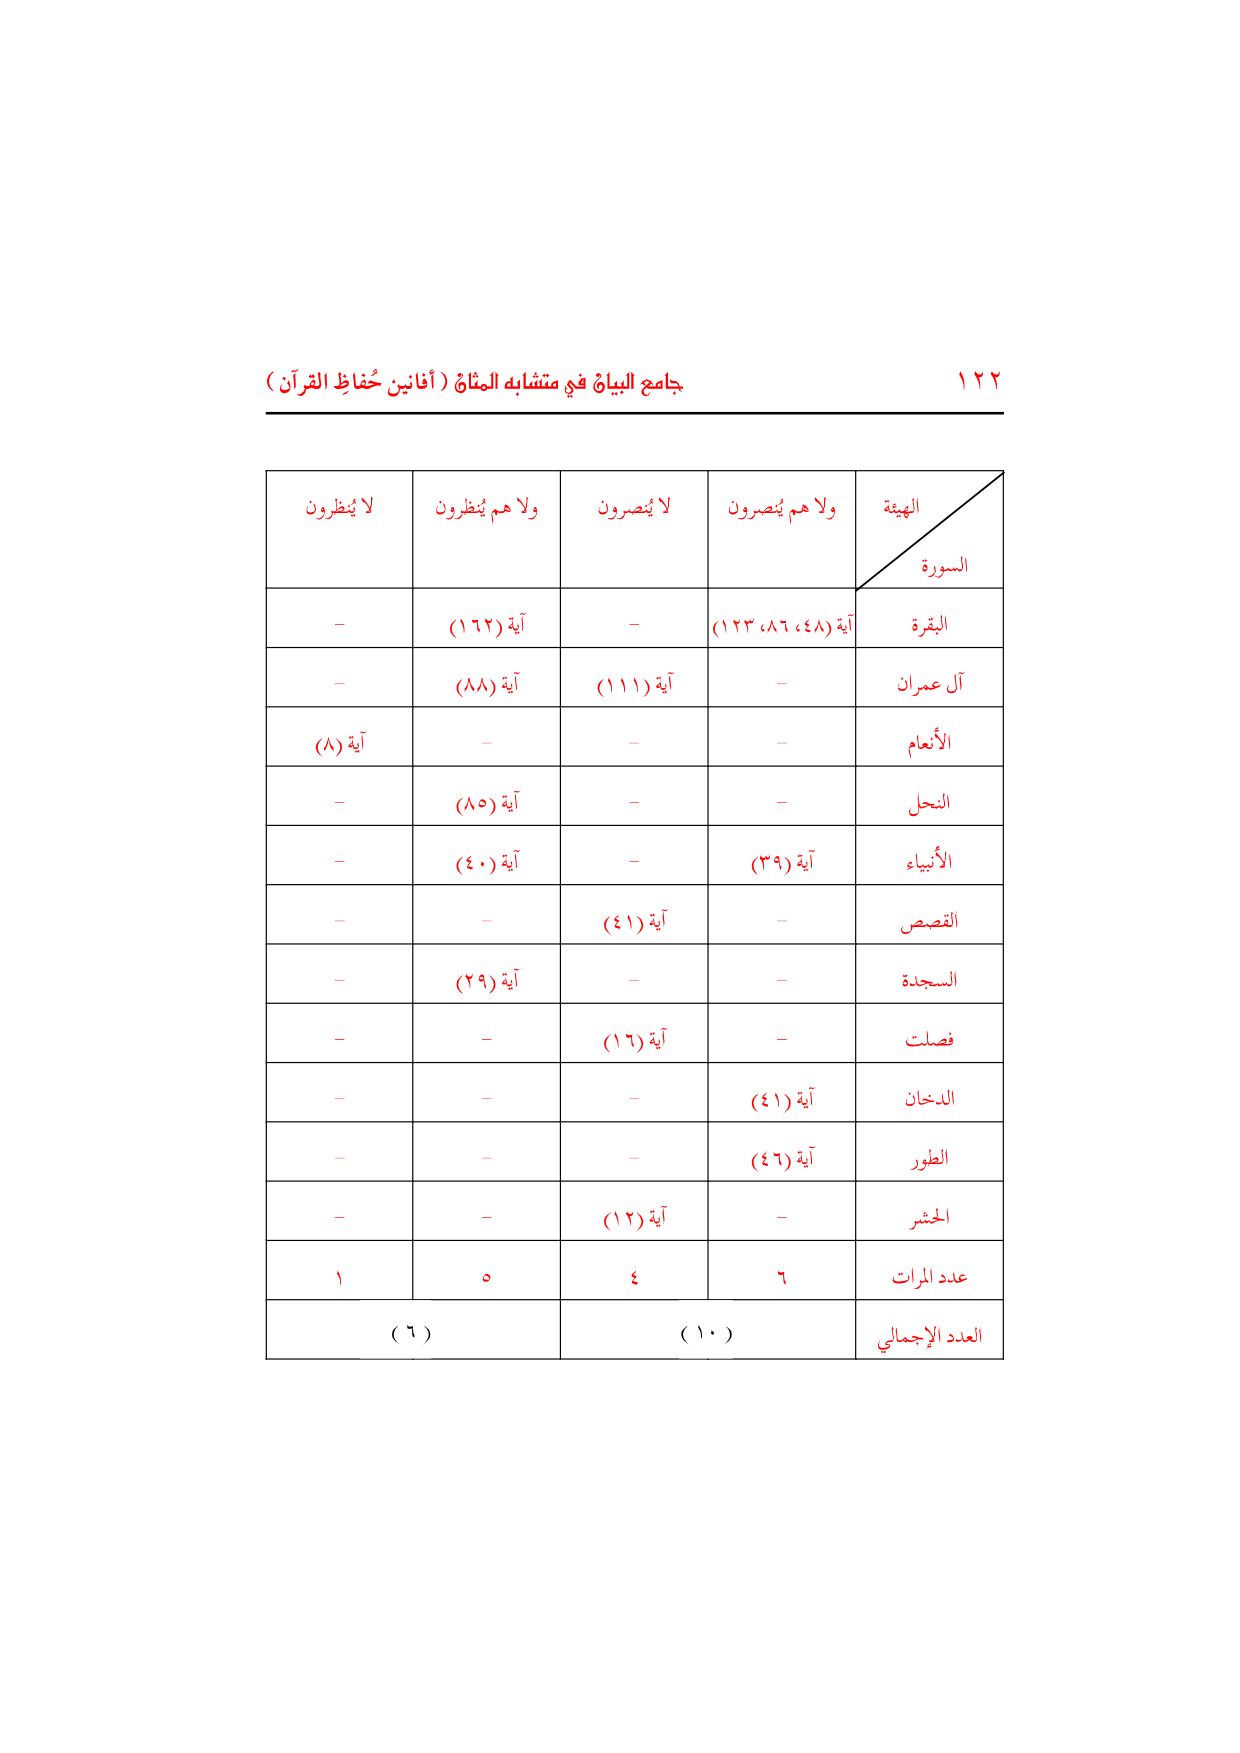 ١٢٢ جامع البيان في متشابه المثان ( أفانين حُفاظِ القرآن )
الهيئة ولا هم يُنصرون لا يُنصرون ولا هم يُنظرون لا يُنظرون
السورة
البقرة آية (٤٨، ٨٦، ١٢٣) – آية (١٦٢) –
آل عمران – آية (١١١) آية (٨٨) –
الأنعام – – – آية (٨)
النحل – – آية (٨٥) –
الأنبياء آية (٣٩) – آية (٤٠) –
القصص – آية (٤١) – –
السجدة – – آية (٢٩) –
فصلت – آية (١٦) – –
الدخان آية (٤١) – – –
الطور آية (٤٦) – – –
الحشر – آية (١٢) – –
عدد المرات ٦ ٤ ٥ ١
العدد الإجمالي ( ١٠ ) ( ٦ )